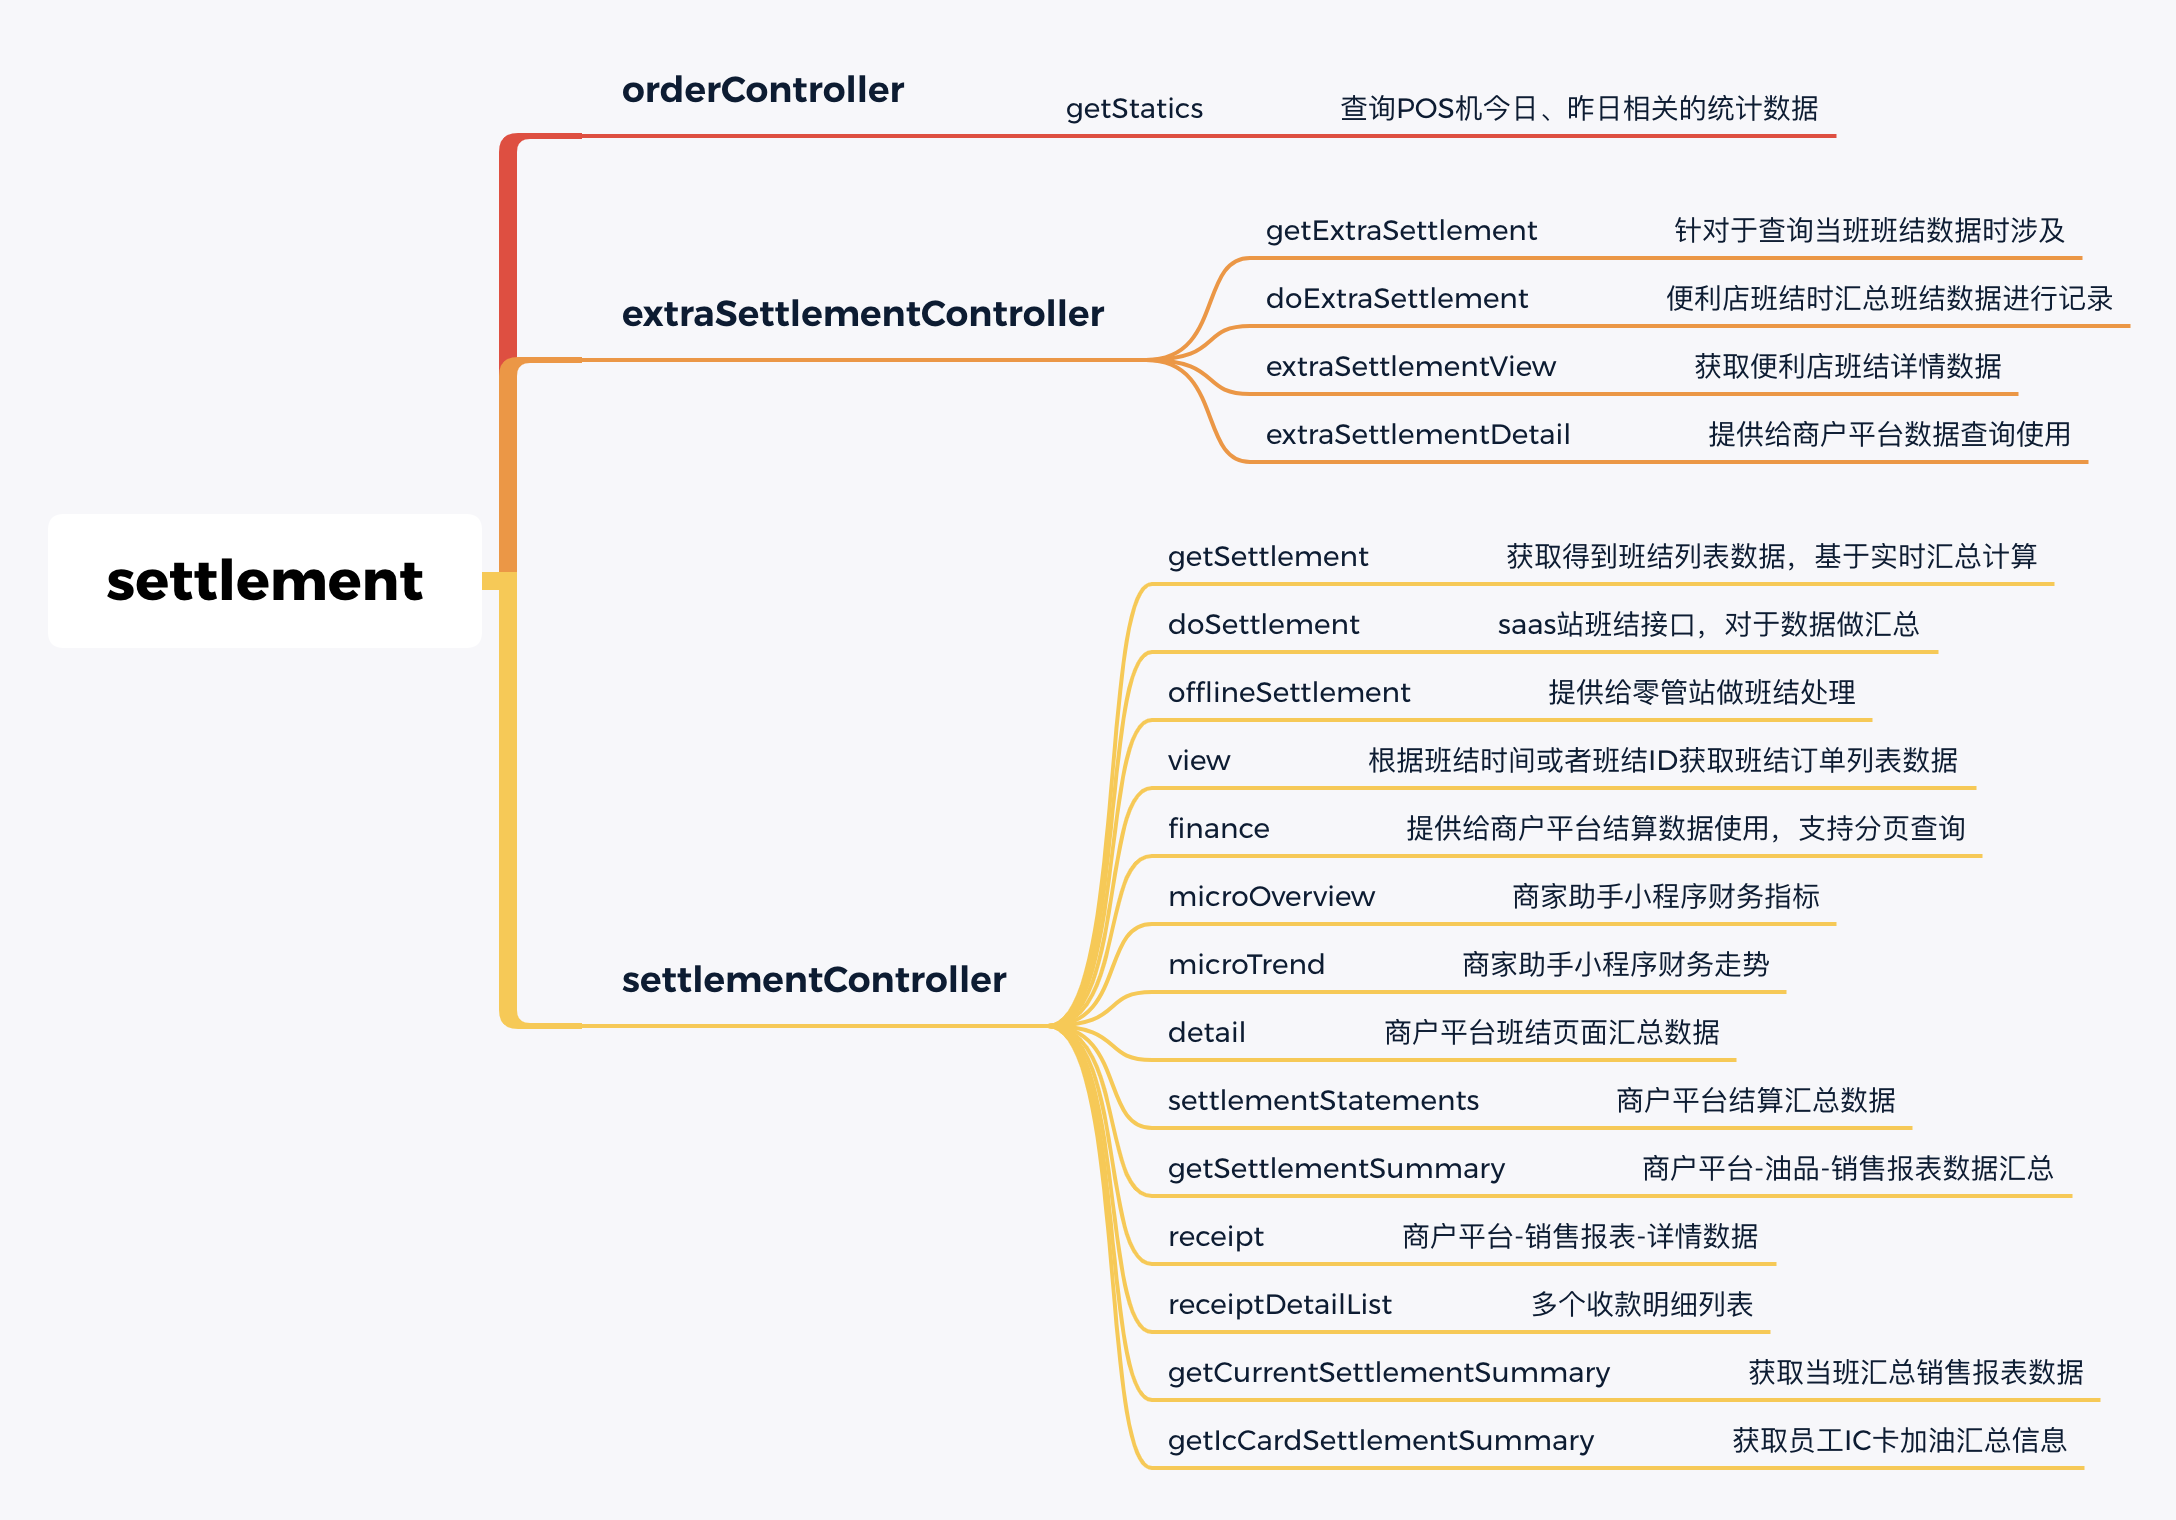 settlement
orderController
getStatics
查询POS机今日、昨日相关的统计数据
extraSettlementController
getExtraSettlement
针对于查询当班班结数据时涉及
doExtraSettlement
便利店班结时汇总班结数据进行记录
extraSettlementView
获取便利店班结详情数据
extraSettlementDetail
提供给商户平台数据查询使用
settlementController
getSettlement
获取得到班结列表数据，基于实时汇总计算
doSettlement
saas站班结接口，对于数据做汇总
offlineSettlement
提供给零管站做班结处理
view
根据班结时间或者班结ID获取班结订单列表数据
finance
提供给商户平台结算数据使用，支持分页查询
microOverview
商家助手小程序财务指标
microTrend
商家助手小程序财务走势
detail
商户平台班结页面汇总数据
settlementStatements
商户平台结算汇总数据
getSettlementSummary
商户平台-油品-销售报表数据汇总
receipt
商户平台-销售报表-详情数据
receiptDetailList
多个收款明细列表
getCurrentSettlementSummary
获取当班汇总销售报表数据
getIcCardSettlementSummary
获取员工IC卡加油汇总信息